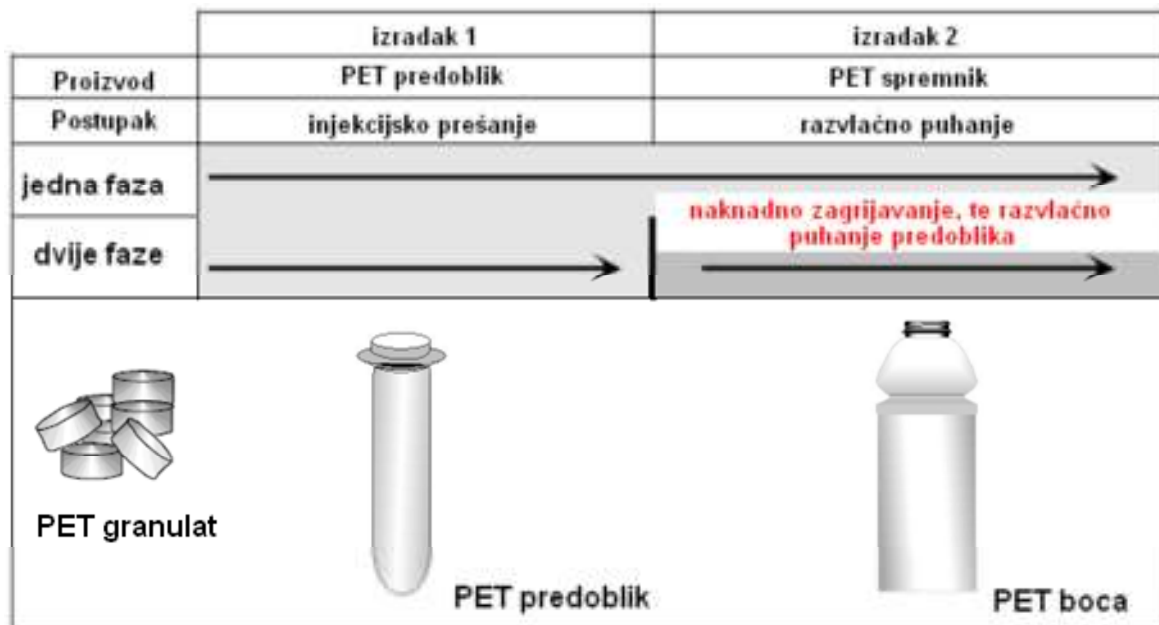 izradak 1
izradak 2
Proizvod
PET predoblik
PET spremnik
Postupak
injekcijsko prešanje
razvlačno puhanje
jedna faza
naknadno zagrijavanje, te razvlačno
puhanje predoblika
dvije faze
PET granulat
PET predoblik
PET boca